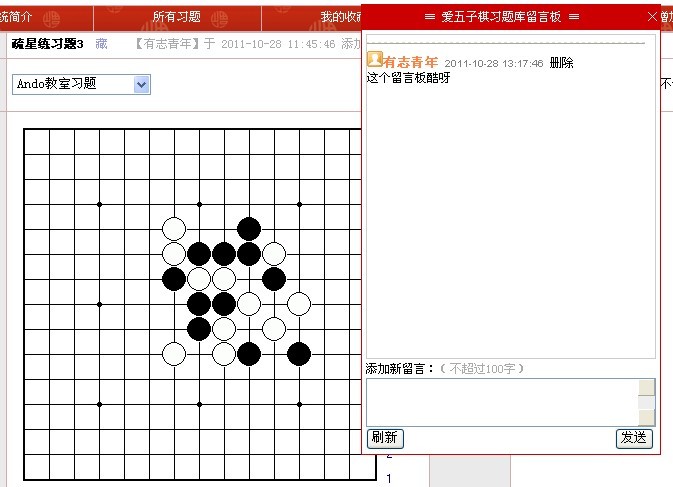 统简介 所有习题 我的收藏
疏星练习题3 藏 【有志青年】于 2011-10-28 11:45:46 添加
Ando教室习题
═ 爱五子棋习题库留言板 ═
有志青年 2011-10-28 13:17:46 删除
这个留言板酷呀
添加新留言：（不超过100字）
刷新 发送
1